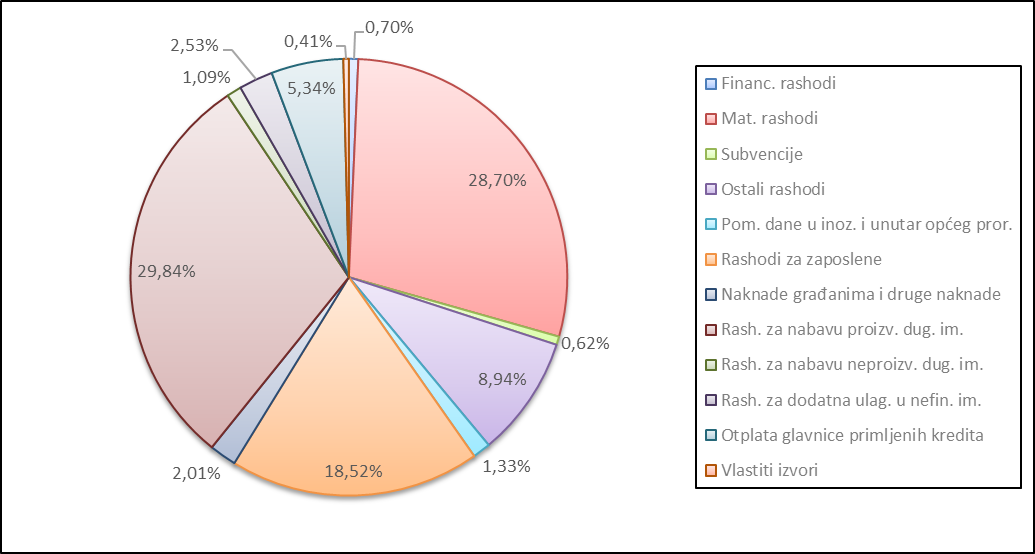 0,70%
28,70%
0,62%
8,94%
1,33%
18,52%
2,01%
29,84%
1,09%
2,53%
5,34%
0,41%
Financ. rashodi
Mat. rashodi
Subvencije
Ostali rashodi
Pom. dane u inoz. i unutar općeg pror.
Rashodi za zaposlene
Naknade građanima i druge naknade
Rash. za nabavu proizv. dug. im.
Rash. za nabavu neproizv. dug. im.
Rash. za dodatna ulag. u nefin. im.
Otplata glavnice primljenih kredita
Vlastiti izvori